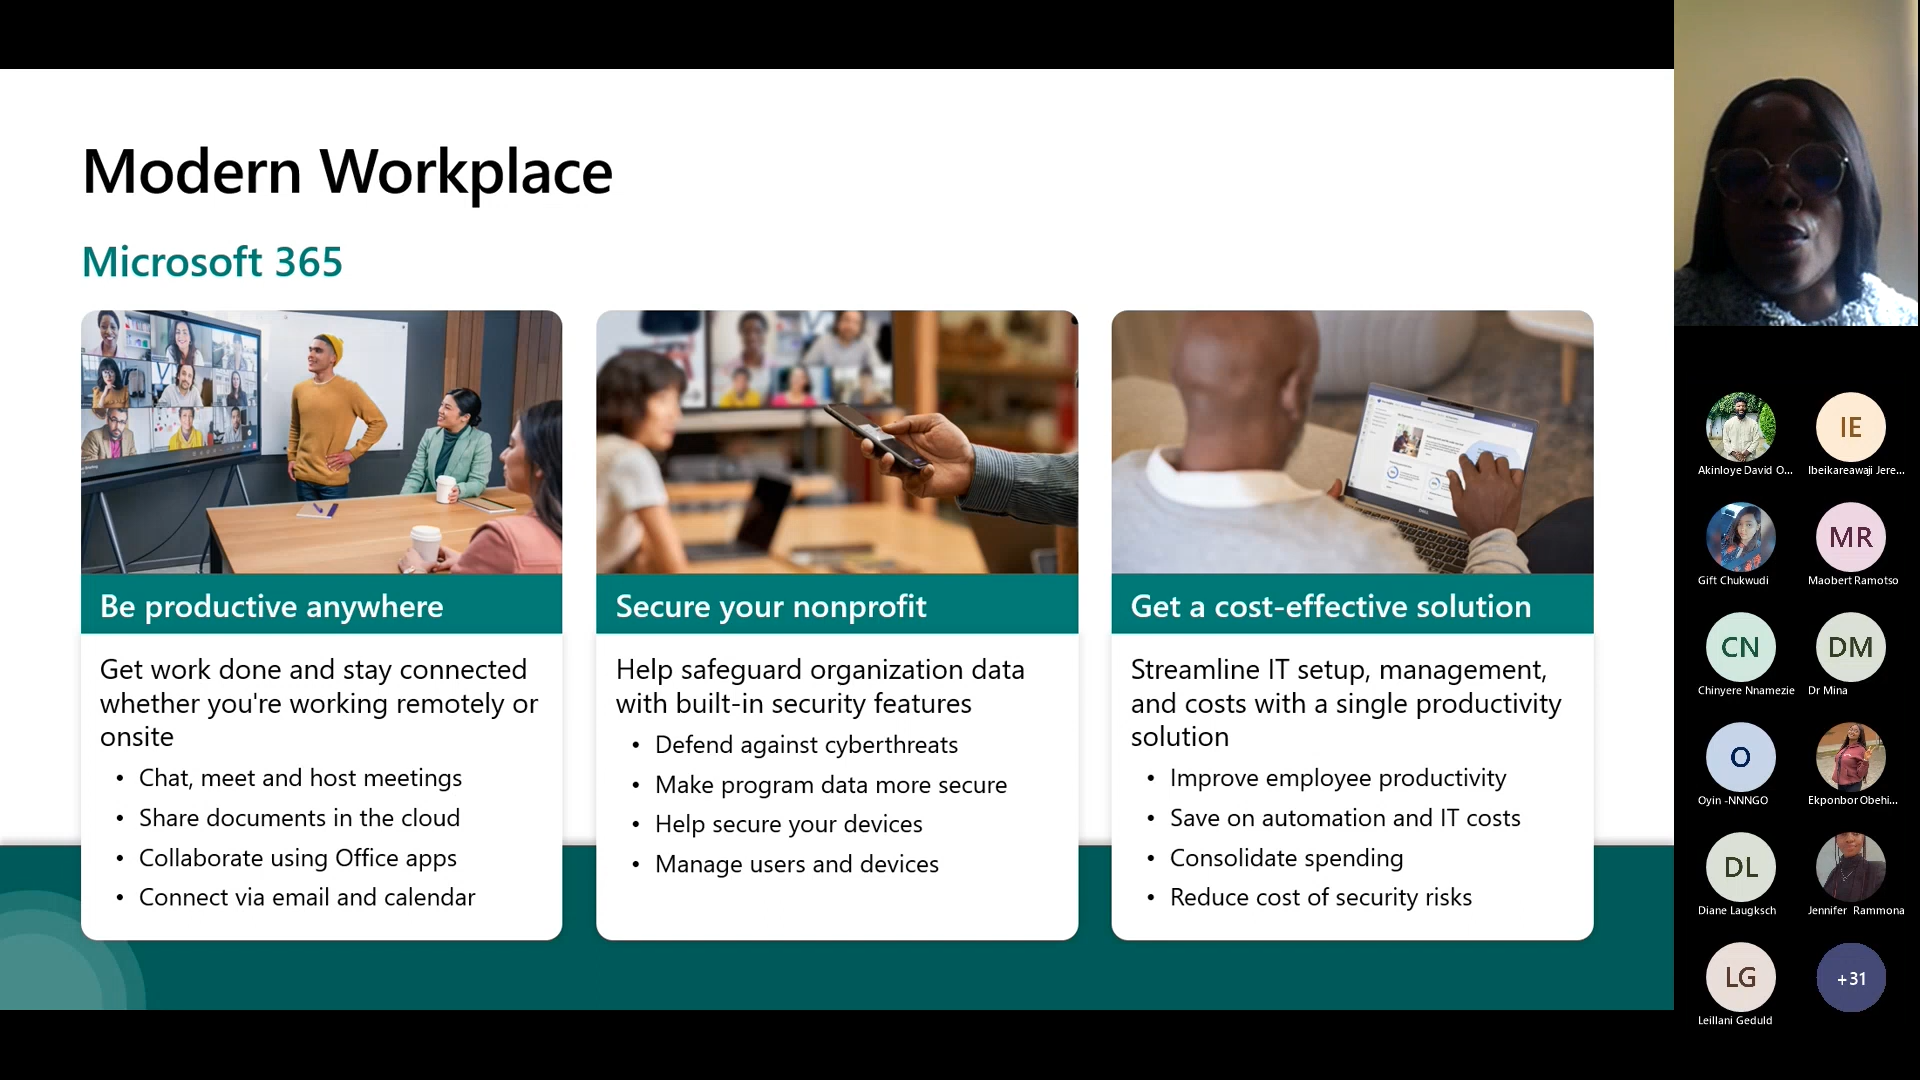 Modern Workplace
Microsoft 365
Be productive anywhere
Get work done and stay connected
whether you're working remotely or
onsite
• Chat, meet and host meetings
• Share documents in the cloud
• Collaborate using Office apps
• Connect via email and calendar
Secure your nonprofit
Help safeguard organization data
with built-in security features
• Defend against cyberthreats
• Make program data more secure
• Help secure your devices
• Manage users and devices
Get a cost-effective solution
Streamline IT setup, management,
and costs with a single productivity
solution
• Improve employee productivity
• Save on automation and IT costs
• Consolidate spending
• Reduce cost of security risks
Akinloye David O...
IE
Ibeikareawaji Jere...
Gift Chukwudi
MR
Maobert Ramotso
CN
Chinyere Nnamezie
DM
Dr Mina
O
Oyin -NNNGO
Ekponbor Obehi...
DL
Diane Laugksch
Jennifer Rammona
LG
Leillani Geduld
+31